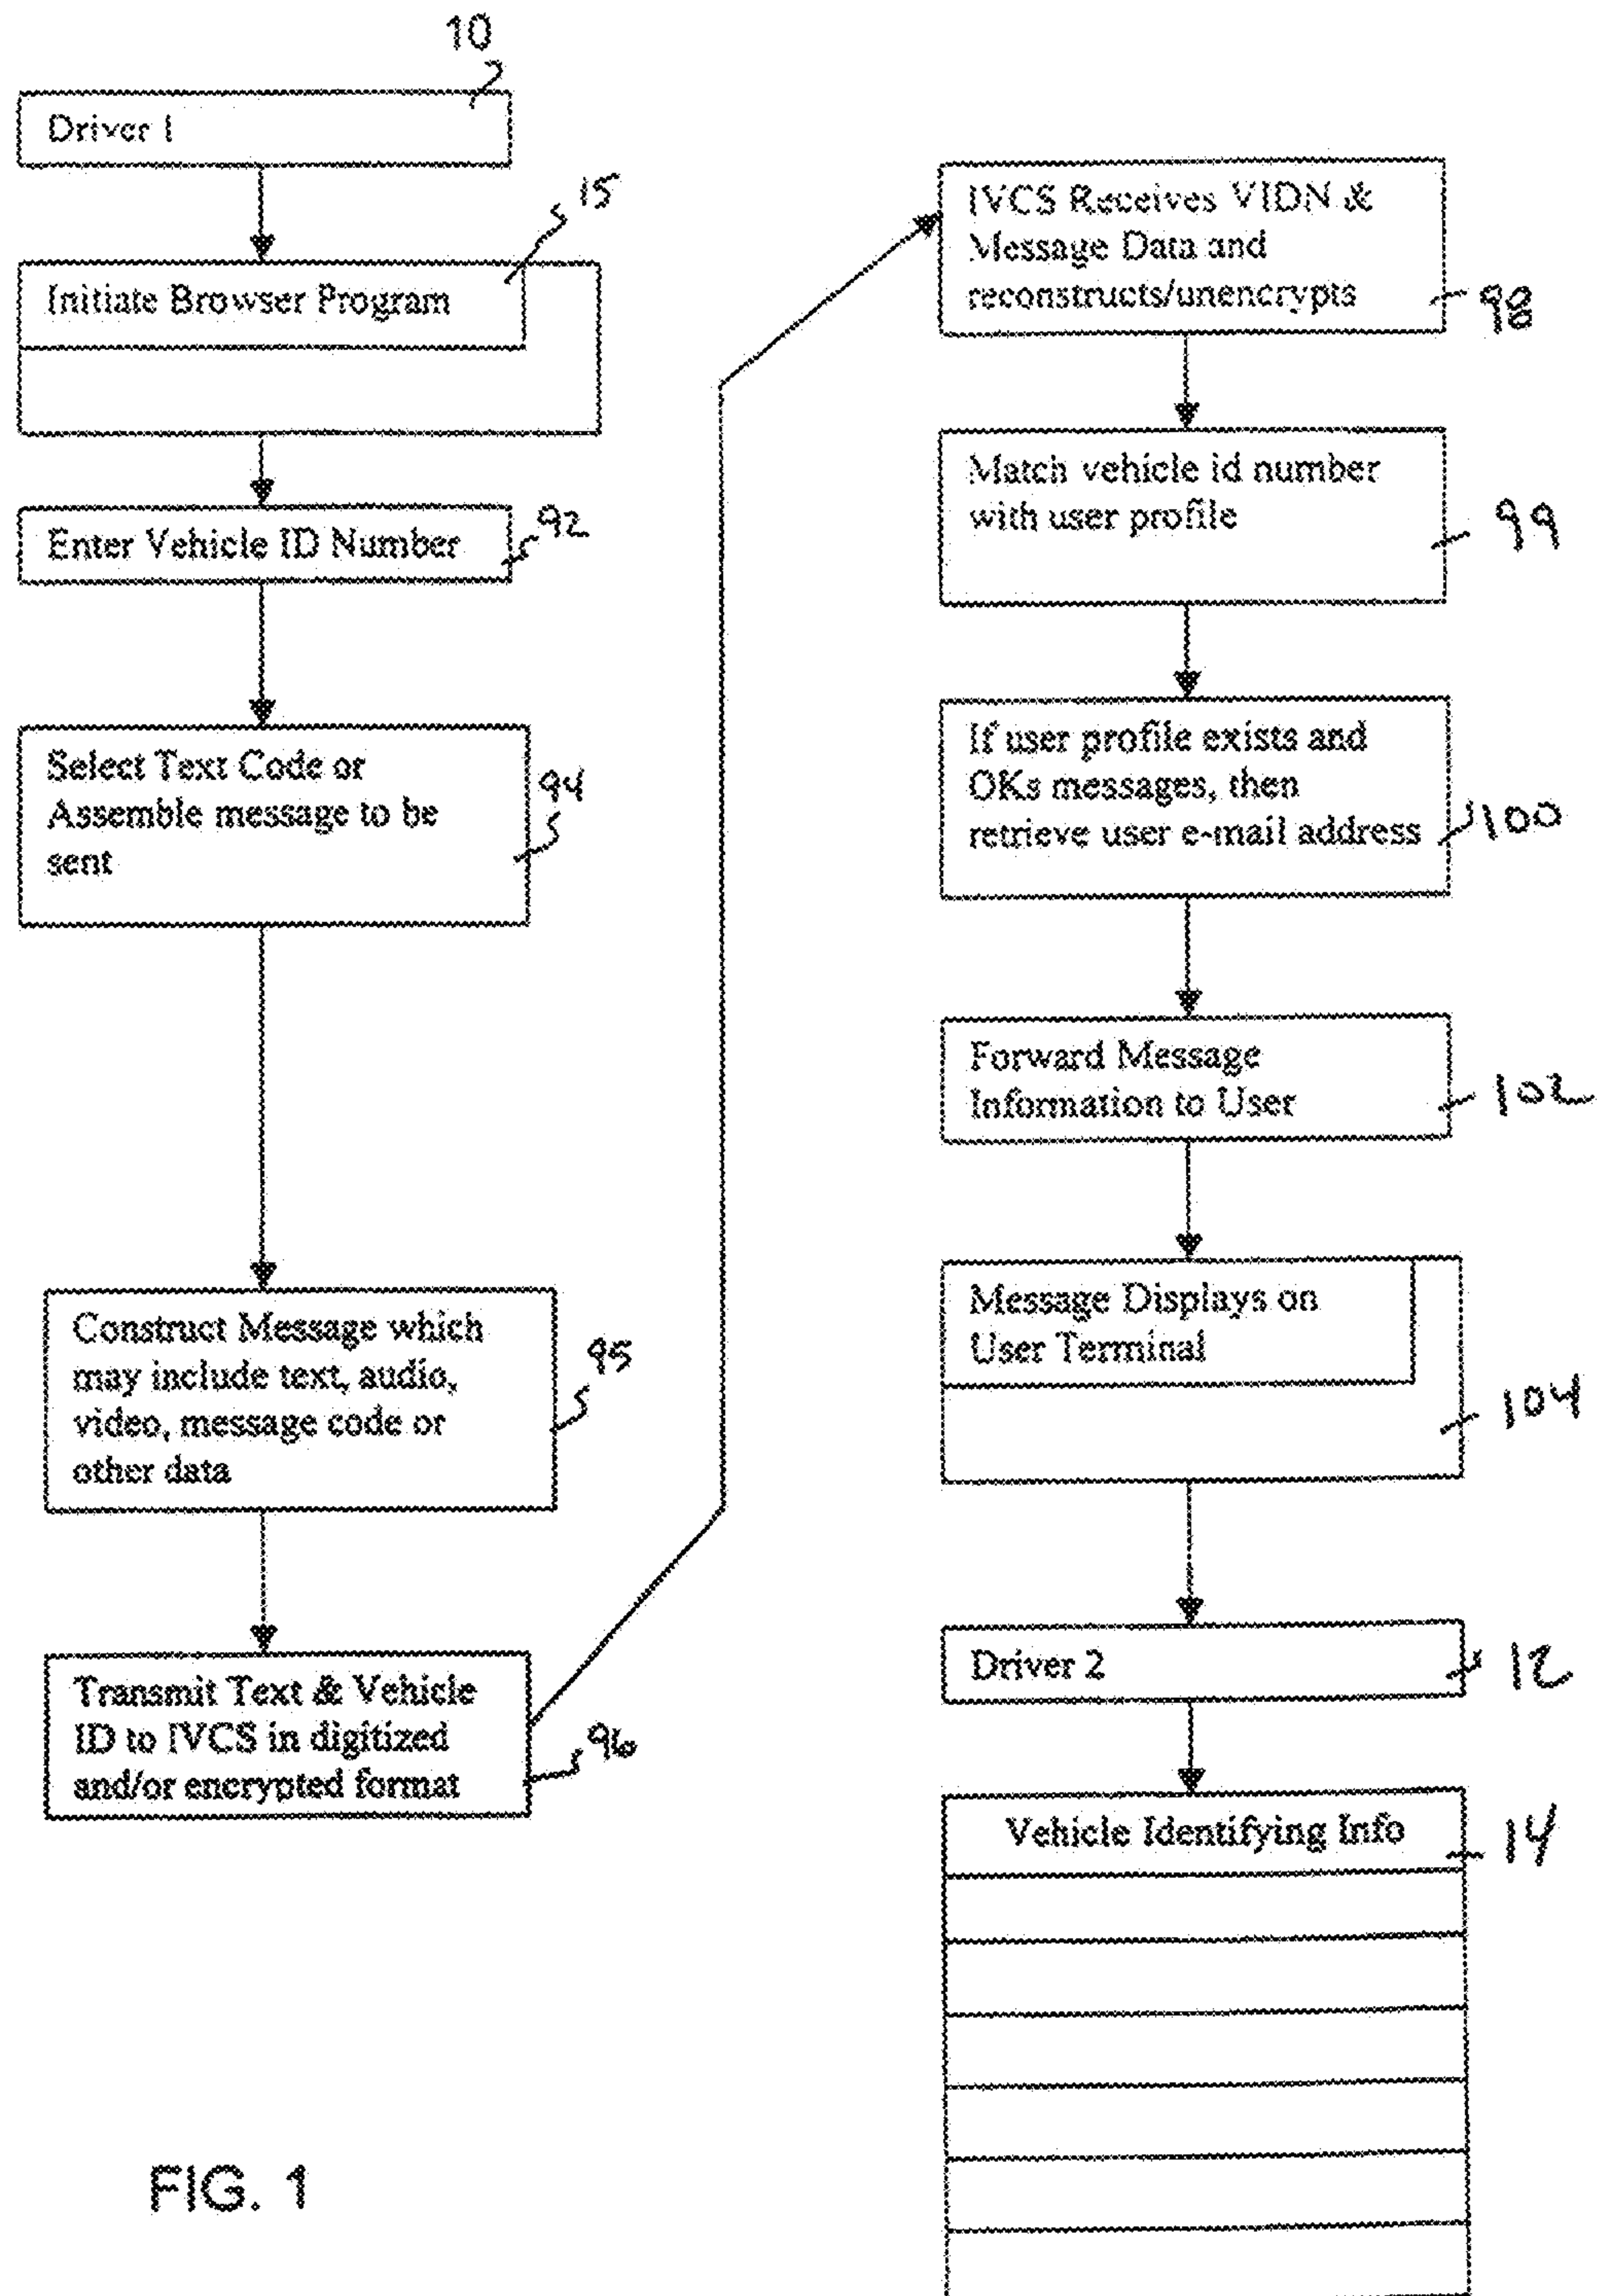 10
Driver 1
15
Initiate Browser Program
Enter Vehicle ID Number
92
Select Text Code or
Assemble message to be
sent
94
Construct Message which
may include text, audio,
video, message code or
other data
95
Transmit Text & Vehicle
ID to IVCS in digitized
and/or encrypted format
96
IVCS Receives VIDN &
Message Data and
reconstructs/unencrypts
98
Match vehicle id number
with user profile
99
If user profile exists and
OKs messages, then
retrieve user e-mail address
100
Forward Message
Information to User
102
Message Displays on
User Terminal
104
Driver 2
12
Vehicle Identifying Info
14
FIG. 1